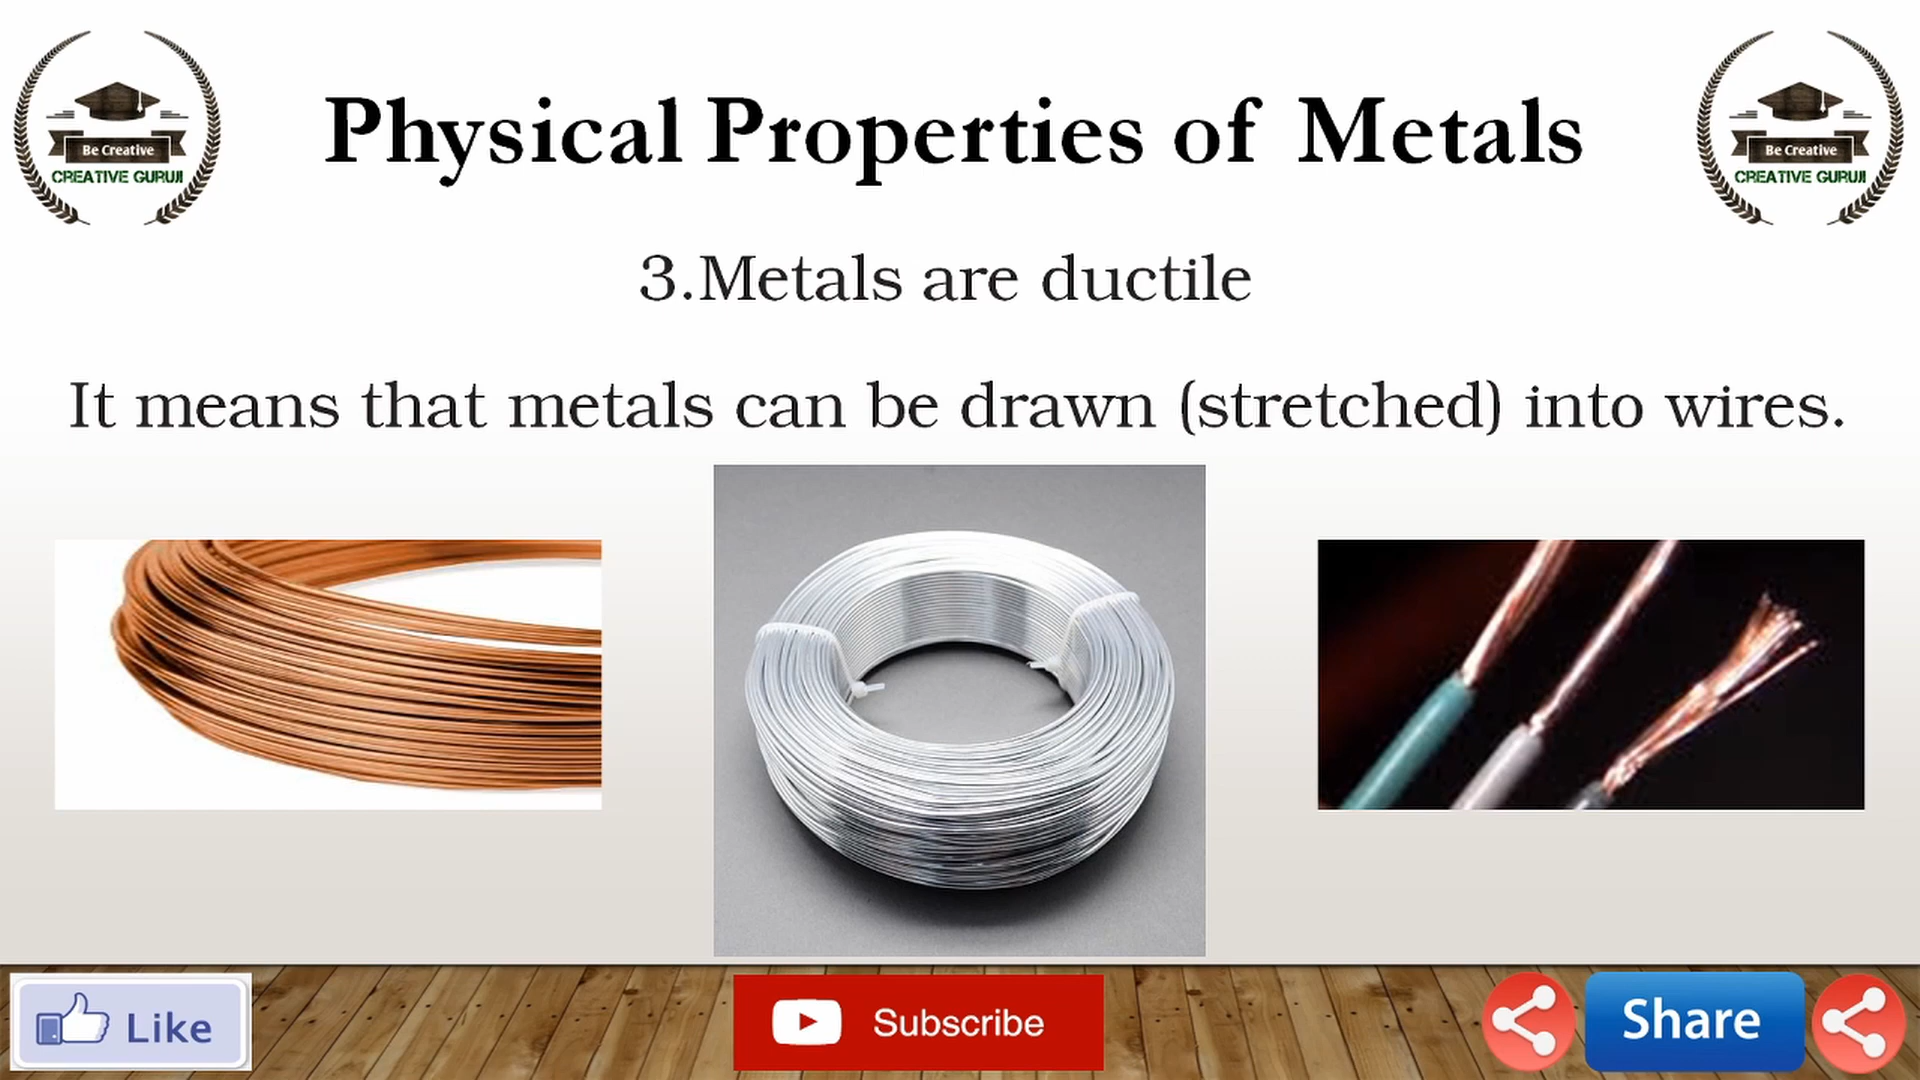 Be Creative
CREATIVE GURUJI
Physical Properties of Metals
Be Creative
CREATIVE GURUJI
3.Metals are ductile
It means that metals can be drawn (stretched) into wires.
Like
Subscribe
Share